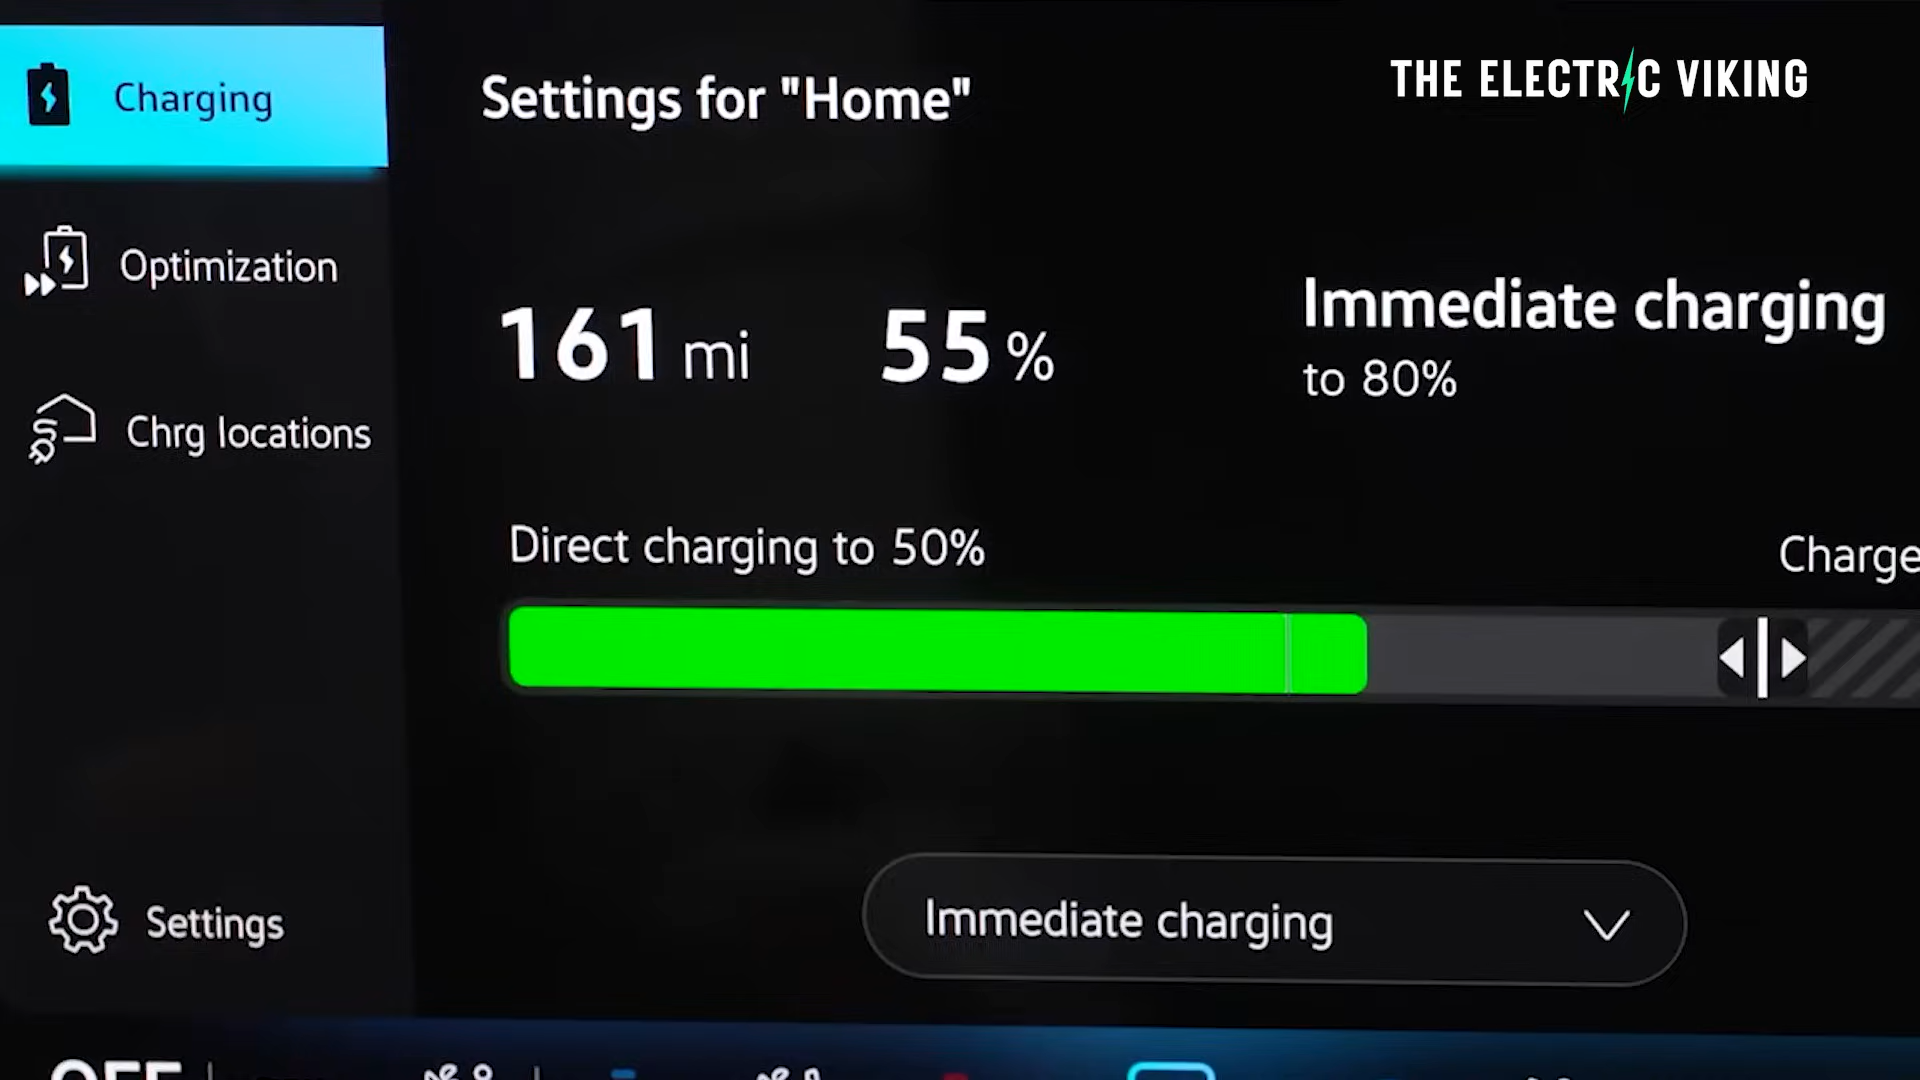 Charging
Optimization
Chrg locations
Settings
Settings for "Home"
THE ELECTRIC VIKING
161 mi
55 %
Immediate charging
to 80%
Direct charging to 50%
Charge
Immediate charging
OFF